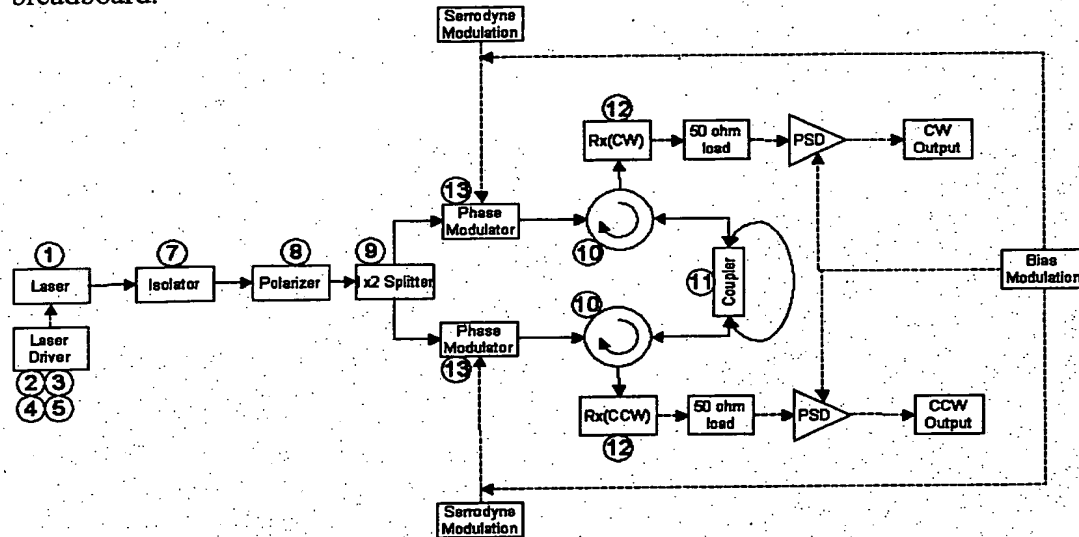 breadboard.
Serrodyne
Modulation
12
Rx(CW)
50 ohm
load
PSD
CW
Output
13
Phase
Modulator
10
1
Laser
7
Isolator
8
Polarizer
9
1x2 Splitter
11
Coupler
Bias
Modulation
Laser
Driver
2
3
4
5
10
Phase
Modulator
13
Rx(CCW)
12
50 ohm
load
PSD
CCW
Output
Serrodyne
Modulation